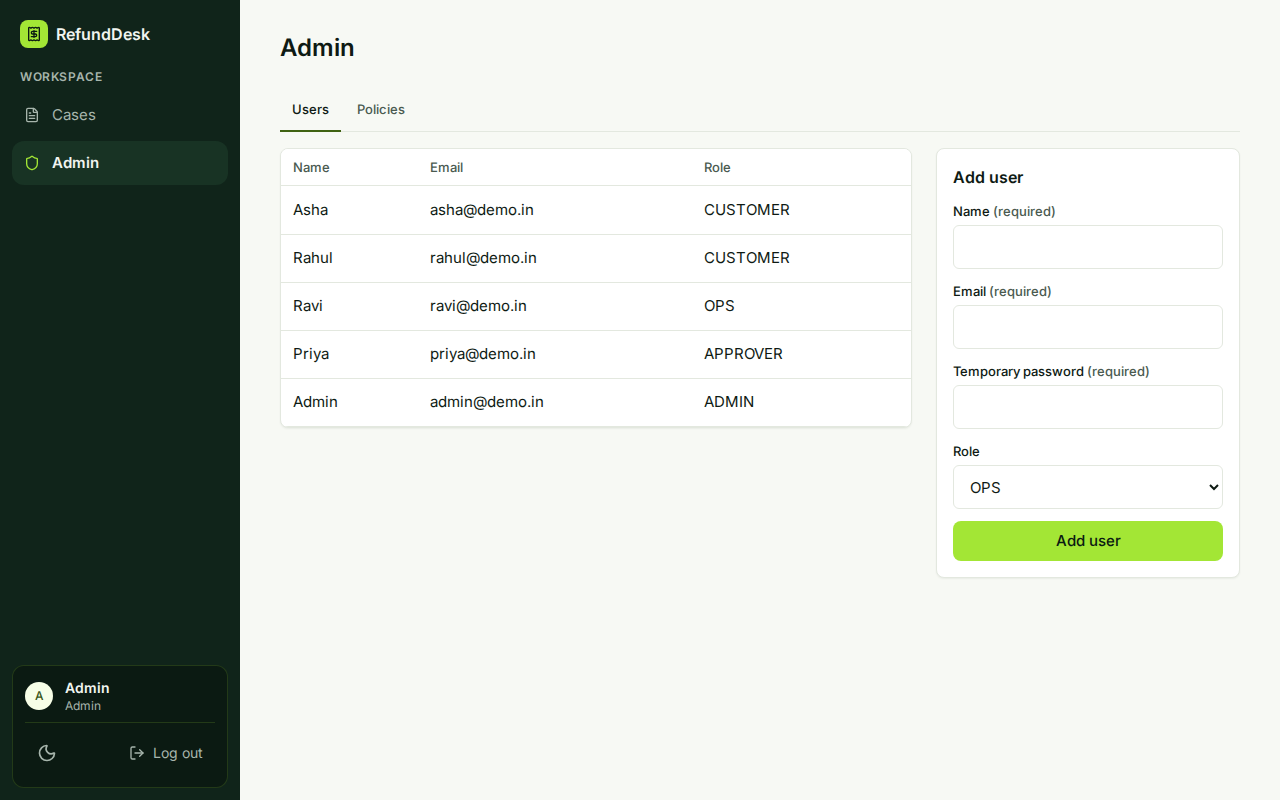 RefundDesk
WORKSPACE
Cases
Admin
Admin
Users Policies
Name Email Role
Asha asha@demo.in CUSTOMER
Rahul rahul@demo.in CUSTOMER
Ravi ravi@demo.in OPS
Priya priya@demo.in APPROVER
Admin admin@demo.in ADMIN
Add user
Name (required)
Email (required)
Temporary password (required)
Role
OPS
Add user
A
Admin
Admin
Log out